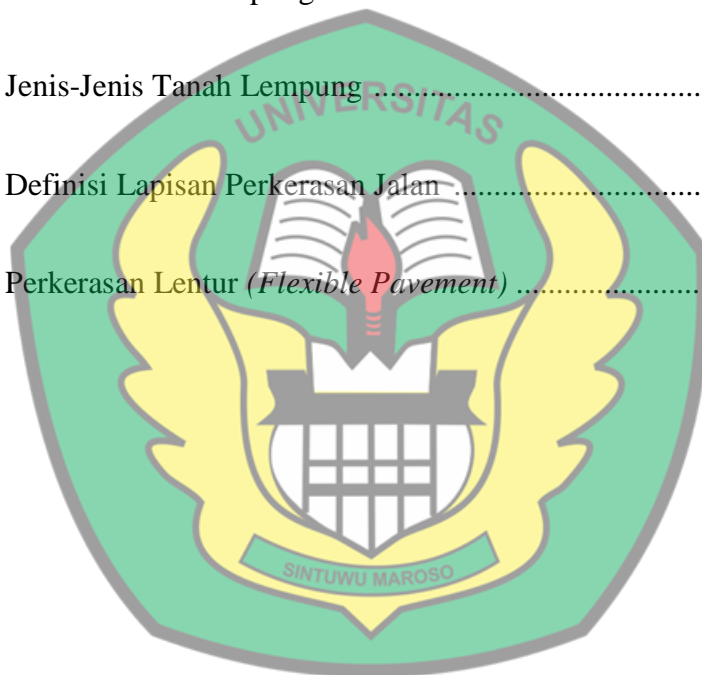 Jenis-Jenis Tanah Lempung ........................................
UNIVERSITAS
Definisi Lapisan Perkerasan Jalan ..............................
Perkerasan Lentur (Flexible Pavement) ......................
SINTUWU MAROSO